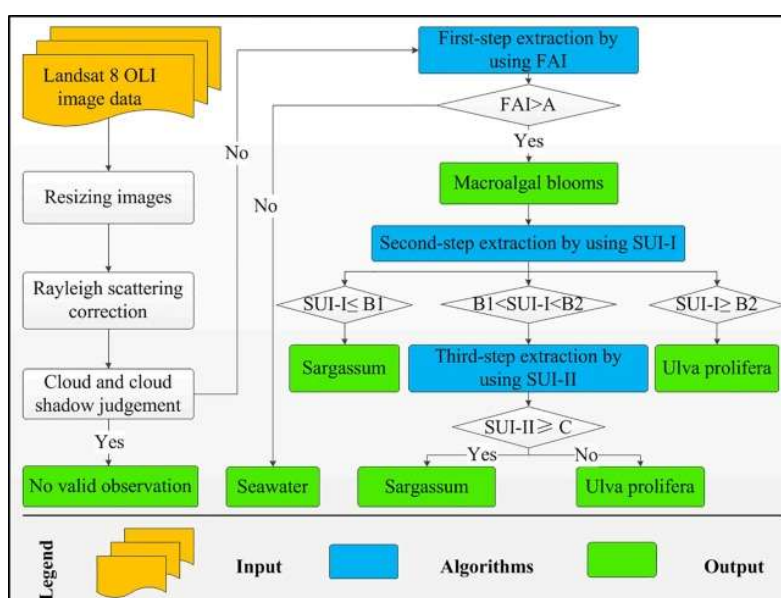 Landsat 8 OLI
image data
Resizing images
Rayleigh scattering
correction
Cloud and cloud
shadow judgement
Yes
No valid observation
No
First-step extraction by
using FAI
FAI>A
No
Seawater
Yes
Macroalgal blooms
Second-step extraction by using SUI-I
SUI-I≤ B1
B1<SUI-I<B2
SUI-I≥ B2
Sargassum
Third-step extraction by
using SUI-II
Ulva prolifera
SUI-II⩾ C
Yes
No
Sargassum
Ulva prolifera
Legend
Input
Algorithms
Output